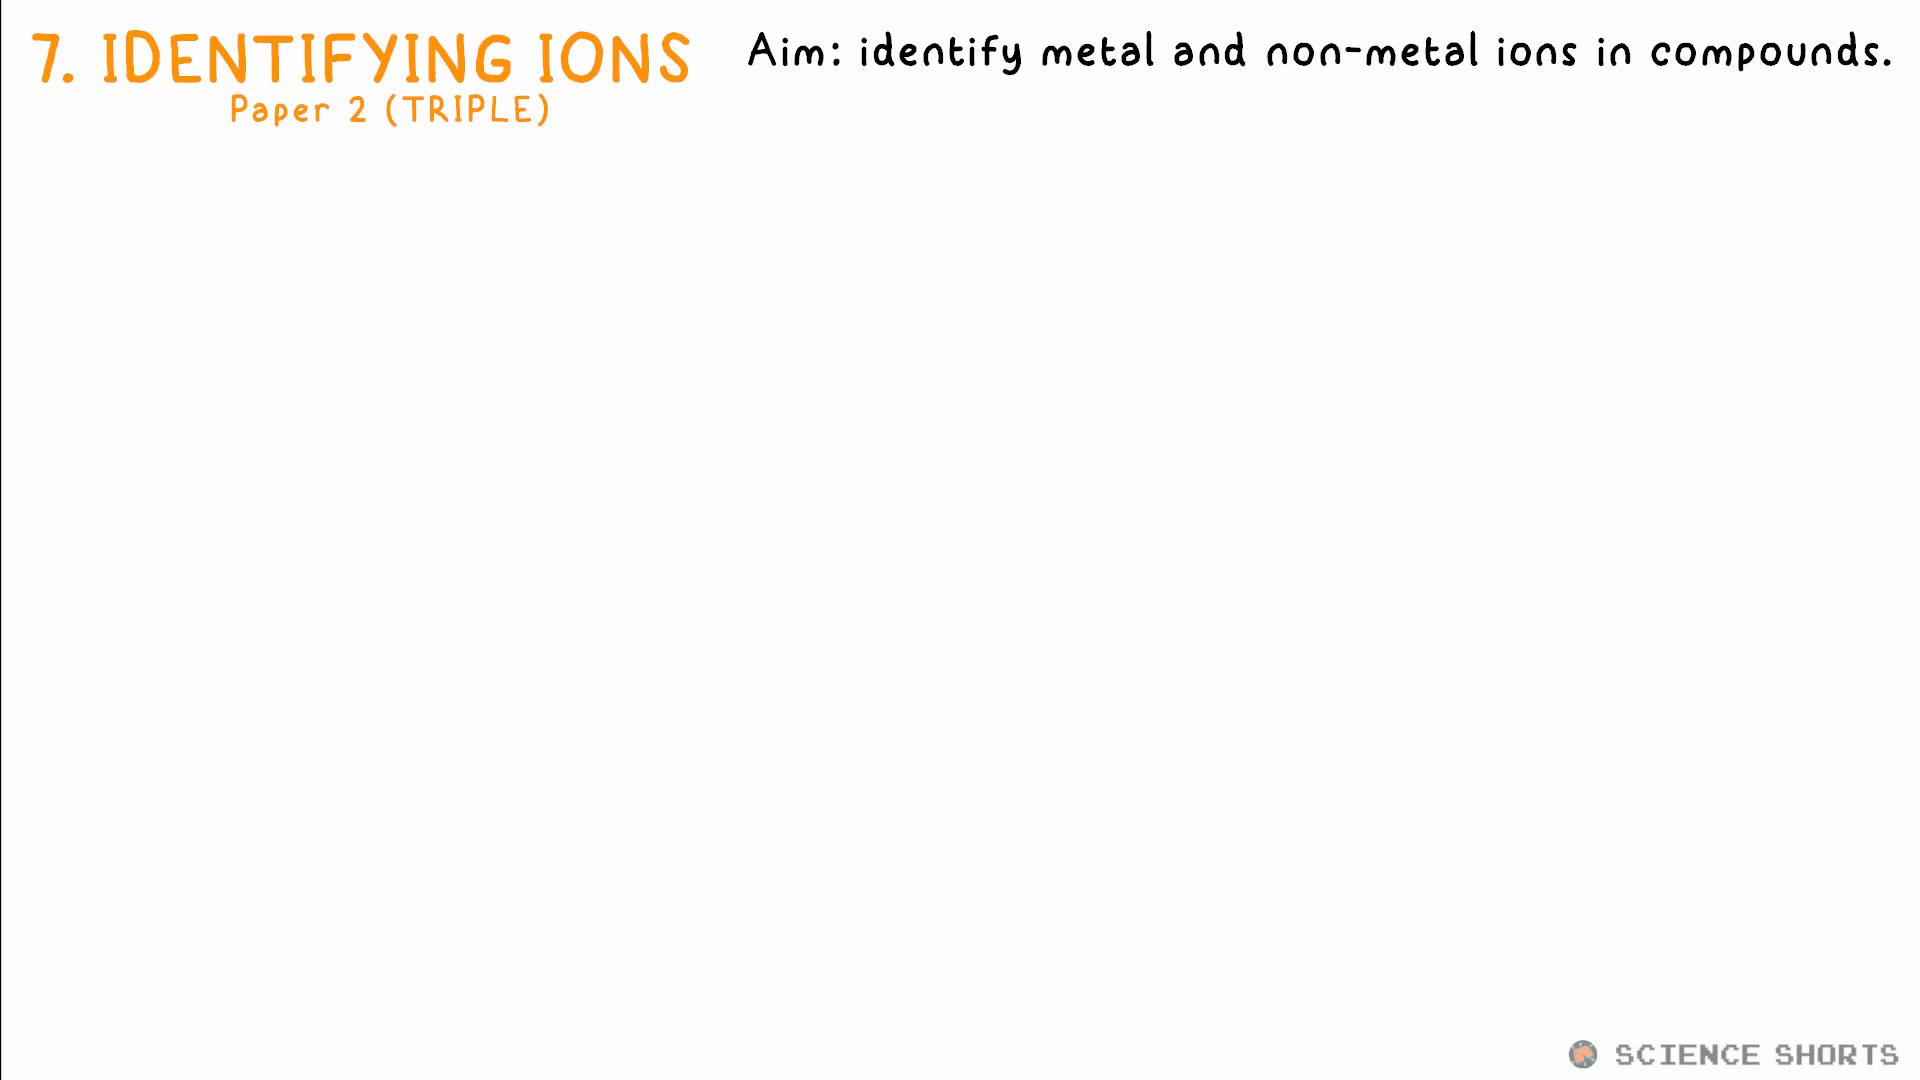 7. IDENTIFYING IONS
Paper 2 (TRIPLE)
Aim: identify metal and non-metal ions in compounds.
SCIENCE SHORTS